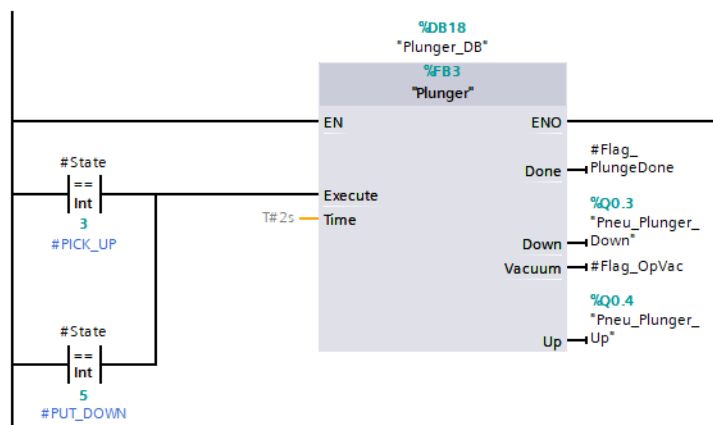 %DB18
"Plunger_DB"
%FB3
"Plunger"
EN
ENO
#Flag_
PlungeDone
Done
#State
==
Int
3
#PICK_UP
Execute
T#2s
Time
%Q0.3
"Pneu_Plunger_
Down"
Down
Vacuum
#Flag_OpVac
#State
==
Int
5
#PUT_DOWN
%Q0.4
"Pneu_Plunger_
Up"
Up